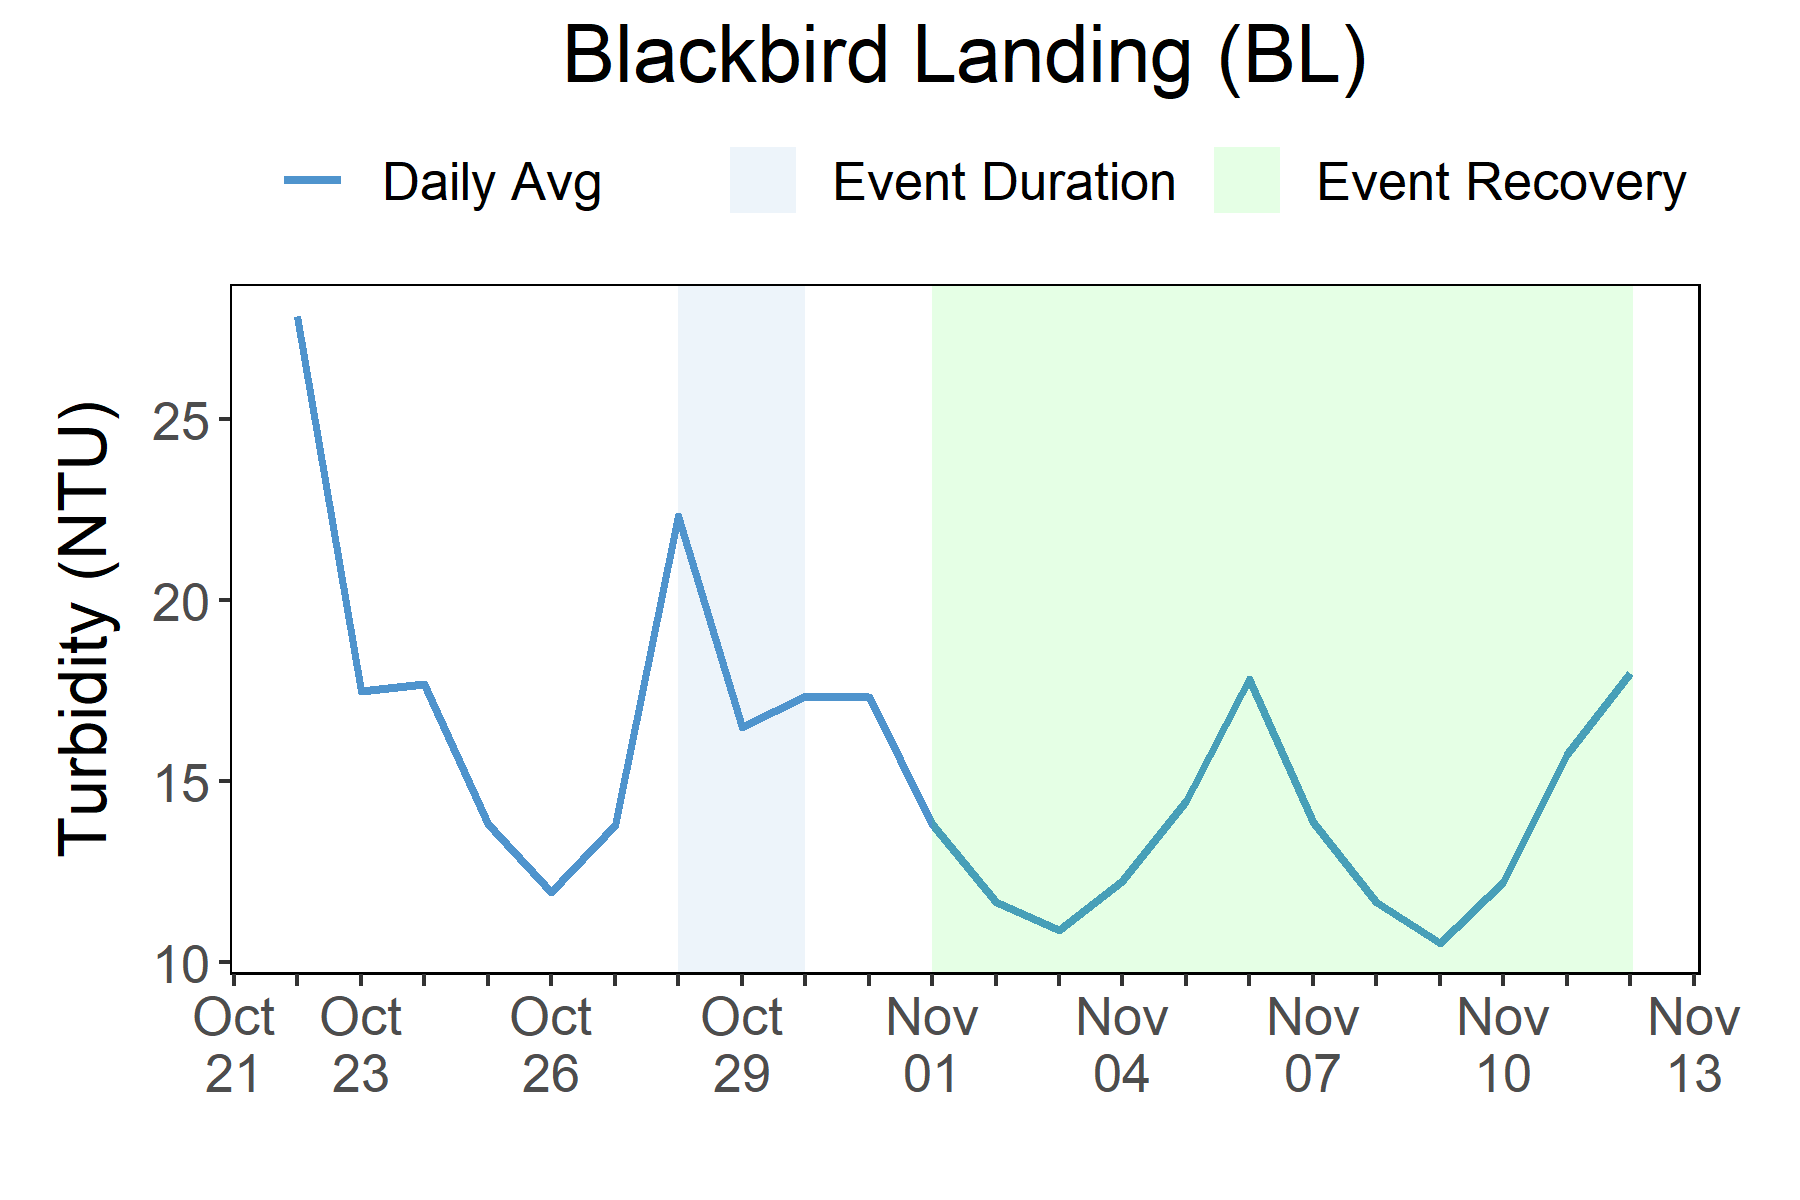 Blackbird Landing (BL)
Daily Avg Event Duration Event Recovery
Turbidity (NTU)
25
20
15
10
Oct Oct Oct Oct Nov Nov Nov Nov Nov
21 23 26 29 01 04 07 10 13